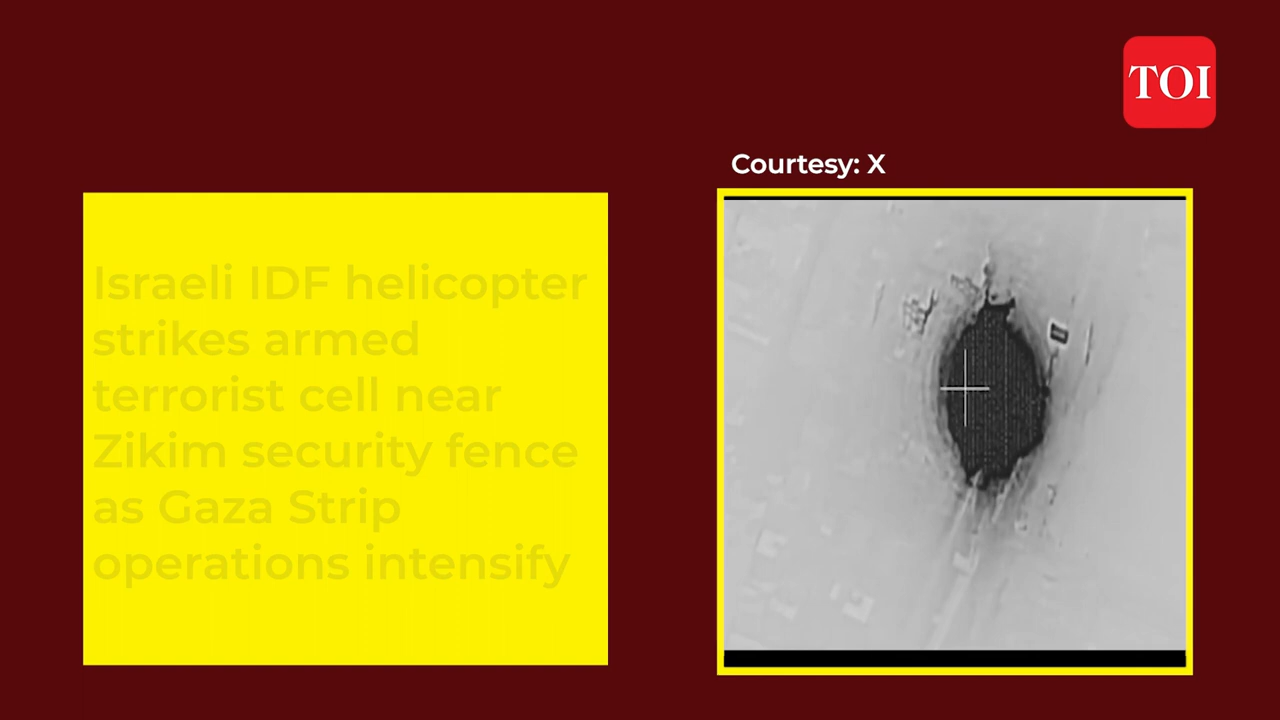 TOI
Courtesy: X
Israeli IDF helicopter
strikes armed
terrorist cell near
Zikim security fence
as Gaza Strip
operations intensify